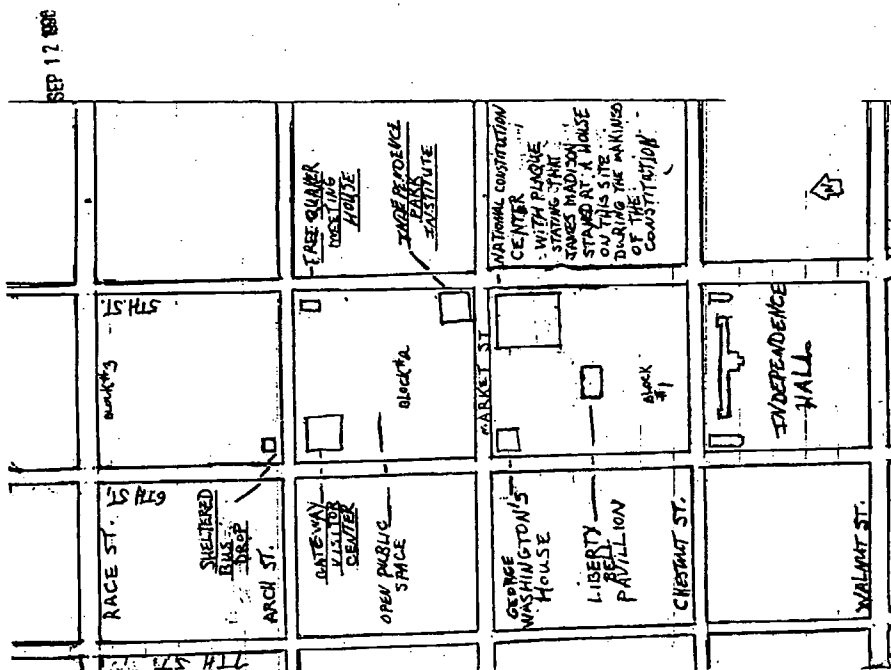 SEP 12 1996
FREE QUAKER
MEETING
HOUSE
INDEPENDENCE
PARK
INSTITUTE
NATIONAL CONSTITUTION
CENTER
WITH PLAQUE
STATING THAT
JAMES MADISON
STAYED AT A HOUSE
ON THIS SITE
DURING THE MAKING
OF THE
CONSTITUTION
N
5TH ST.
BLOCK #3
BLOCK #2
MARKET ST
BLOCK
#1
INDEPENDENCE
HALL
6TH ST.
RACE ST.
SHELTERED
BUS
DROP
ARCH ST.
GATEWAY
VISITOR
CENTER
OPEN PUBLIC
SPACE
GEORGE
WASHINGTON'S
HOUSE
LIBERTY
BELL
PAVILLION
CHESTNUT ST.
WALNUT ST.
7TH ST.